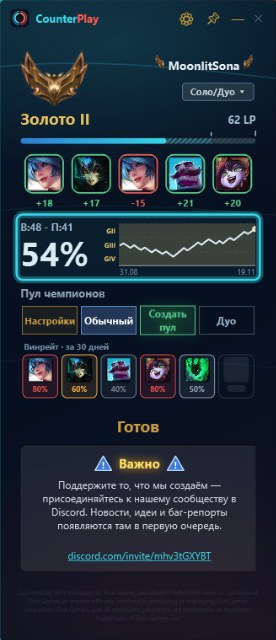 CounterPlay
MoonlitSona
Соло/Дуо
Золото II
62 LP
+18 +17 -15 +21 +20
В:48 - П:41
54%
GII
GIII
GIV
31.08 19.11
Пул чемпионов
Настройки Обычный Создать пул Дуо
Винрейт - за 30 дней
80% 60% 40% 80% 50%
Готов
Важно
Поддержите то, что мы создаём —
присоединяйтесь к нашему сообществу в
Discord. Новости, идеи и баг-репорты
появляются там в первую очередь.
discord.com/invite/mhv3tGXYBT